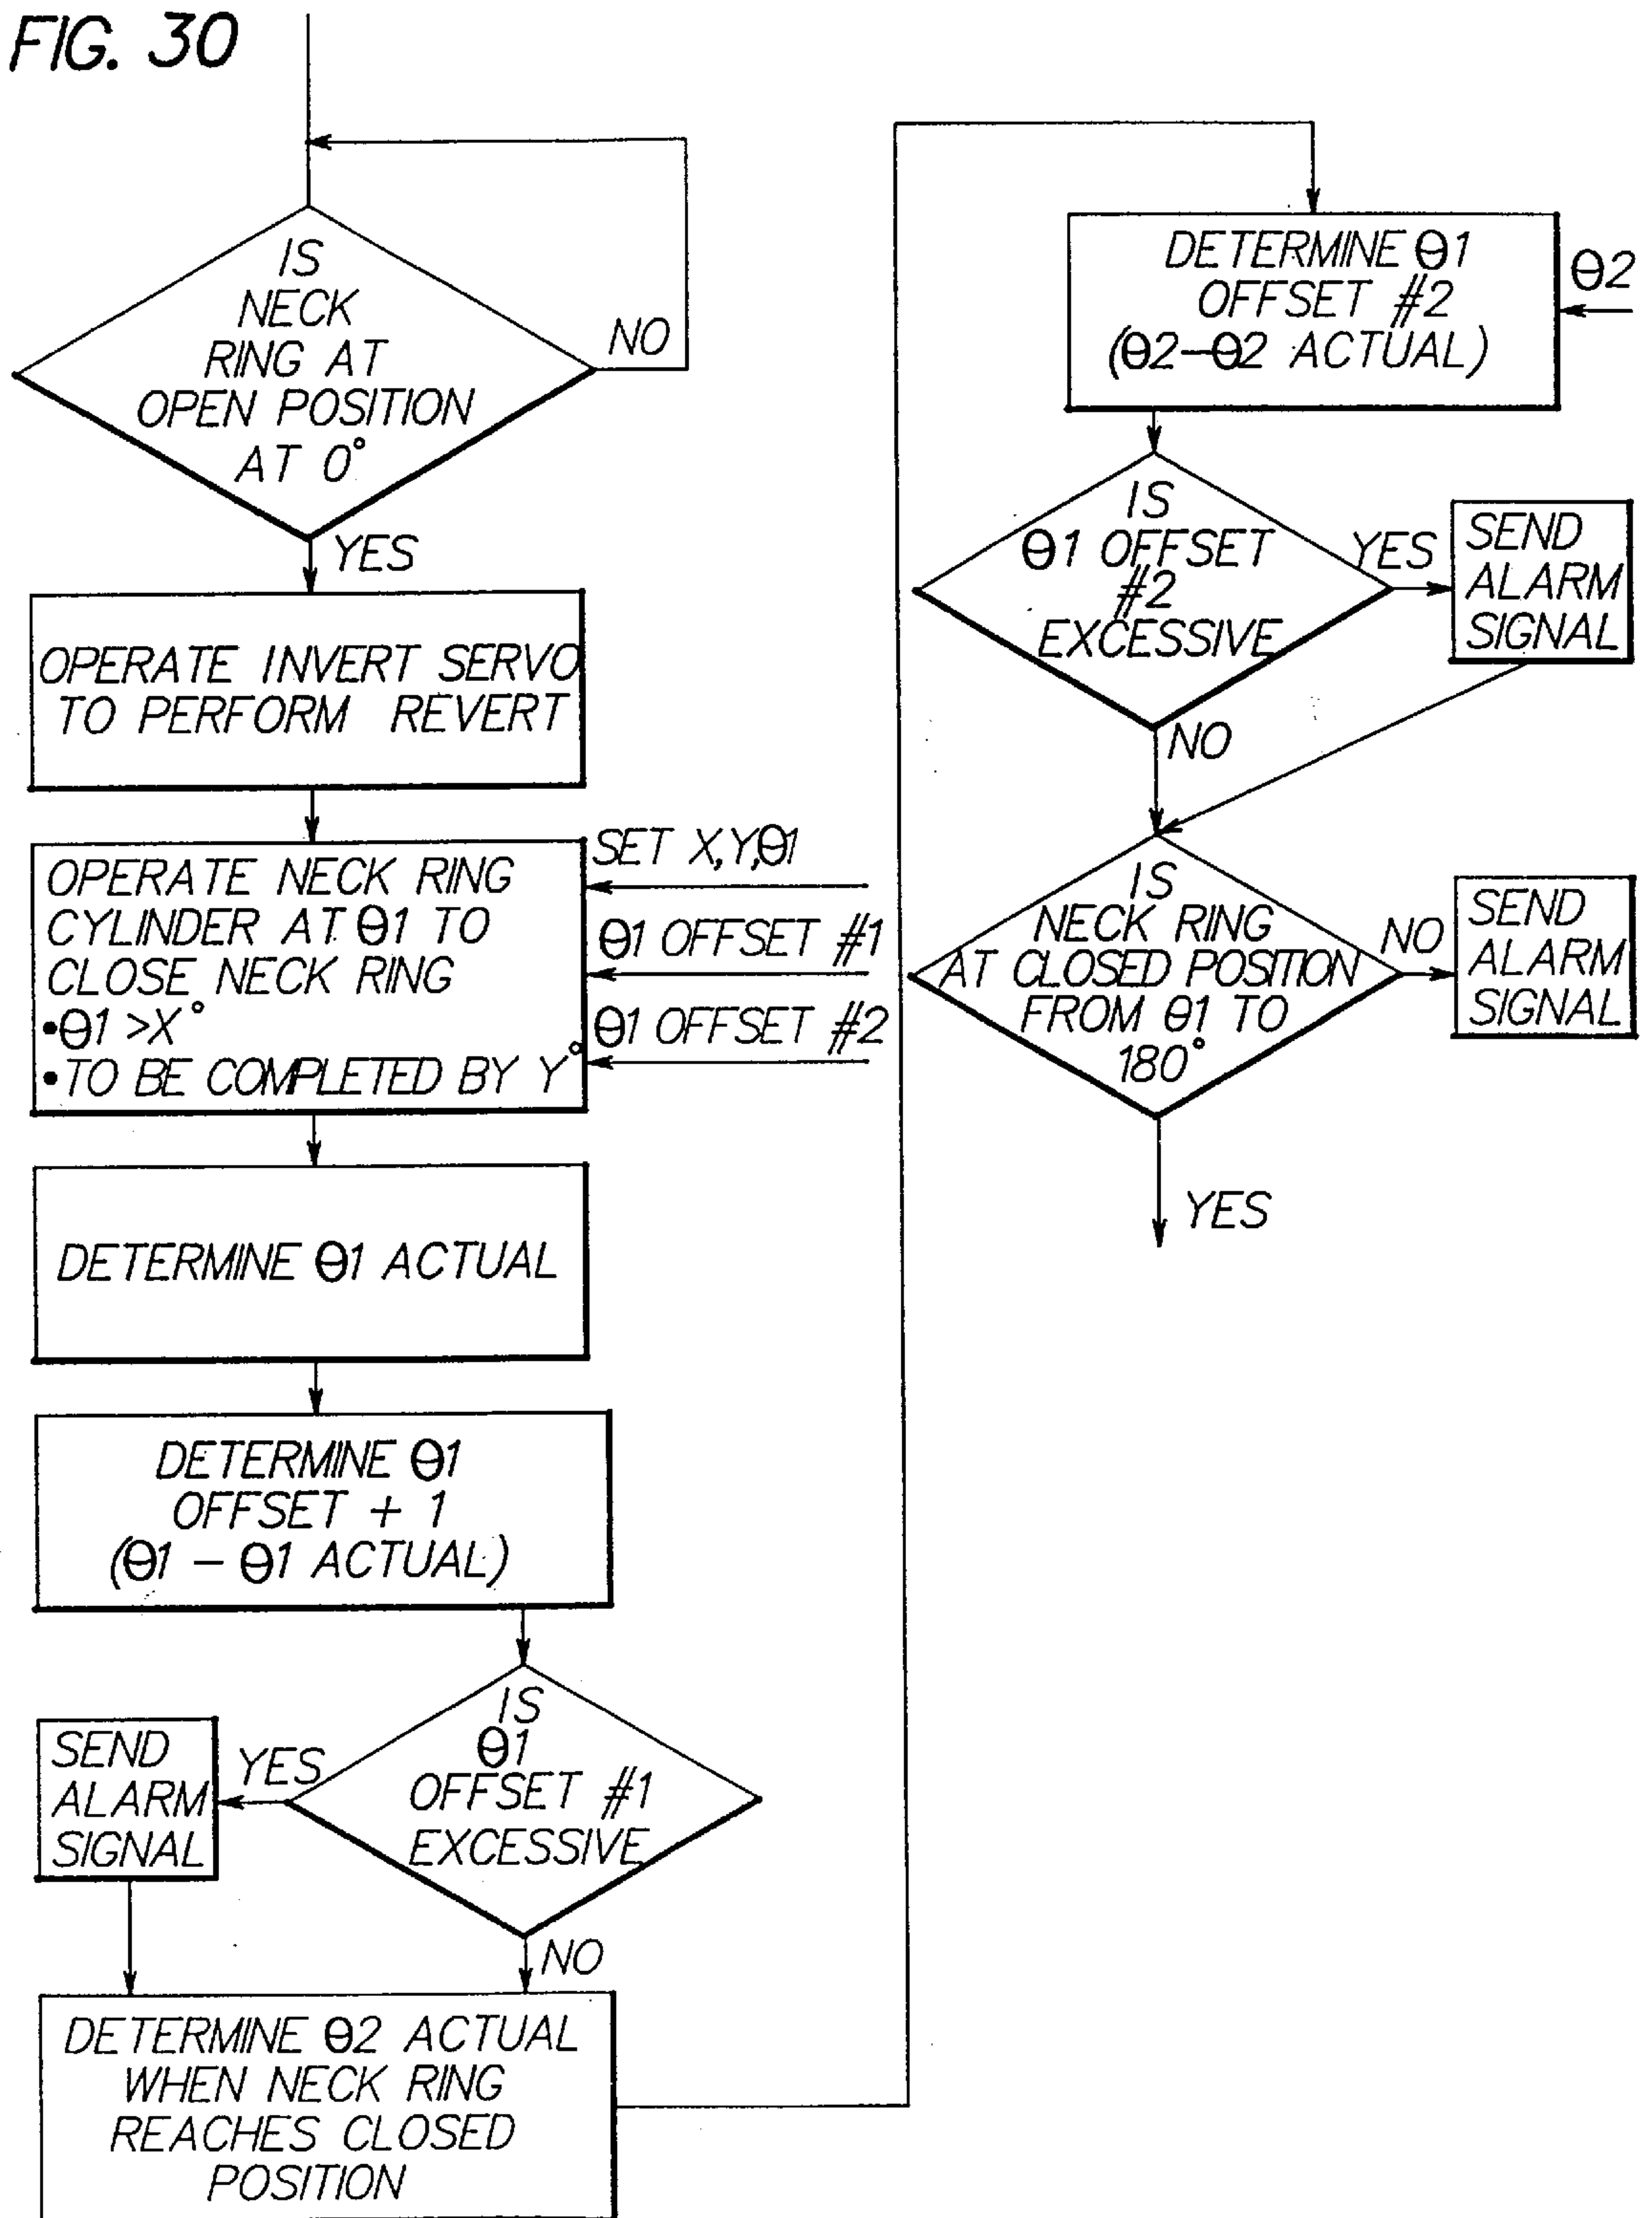 FIG. 30
IS
NECK
RING AT
OPEN POSITION
AT 0°
NO
YES
OPERATE INVERT SERVO
TO PERFORM REVERT
OPERATE NECK RING
CYLINDER AT θ1 TO
CLOSE NECK RING
•θ1 >X°
•TO BE COMPLETED BY Y°
SET X,Y,θ1
θ1 OFFSET #1
θ1 OFFSET #2
DETERMINE θ1 ACTUAL
DETERMINE θ1
OFFSET + 1
(θ1 – θ1 ACTUAL)
IS
θ1
OFFSET #1
EXCESSIVE
YES
SEND
ALARM
SIGNAL
NO
DETERMINE θ2 ACTUAL
WHEN NECK RING
REACHES CLOSED
POSITION
DETERMINE θ1
OFFSET #2
(θ2–θ2 ACTUAL)
θ2
IS
θ1 OFFSET
#2
EXCESSIVE
YES
SEND
ALARM
SIGNAL
NO
IS
NECK RING
AT CLOSED POSITION
FROM θ1 TO
180°
NO
SEND
ALARM
SIGNAL
YES